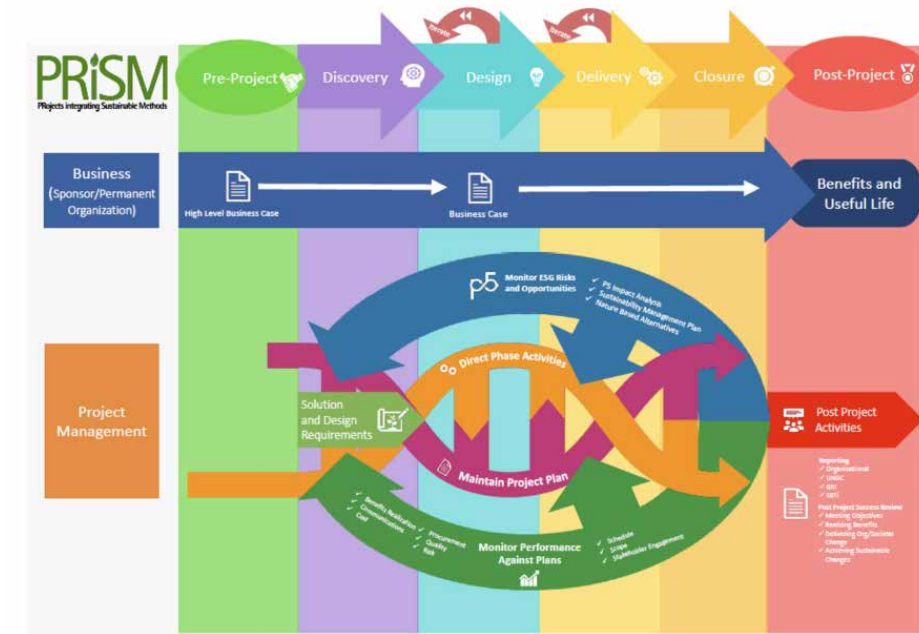 Iterate
Iterate
PRiSM
PRojects integrating Sustainable Methods
Pre-Project
Discovery
Design
Delivery
Closure
Post-Project
Business
(Sponsor/Permanent
Organization)
High Level Business Case
Business Case
Benefits and
Useful Life
p5
Monitor ESG Risks
and Opportunities
✓ P5 Impact Analysis
✓ Sustainability Management Plan
✓ Nature Based Alternatives
Direct Phase Activities
Project
Management
Solution
and Design
Requirements
Maintain Project Plan
Post Project
Activities
✓ Benefits Realization
✓ Communications
✓ Cost
✓ Procurement
✓ Quality
✓ Risk
Monitor Performance
Against Plans
✓ Schedule
✓ Scope
✓ Stakeholder Engagement
Reporting
✓ Organisational
✓ UNGC
✓ GRI
Post Project Success Review
✓ Meeting Objectives
✓ Realising Benefits
✓ Delivering Org/Societal
Change
✓ Achieving Sustainable
Changes